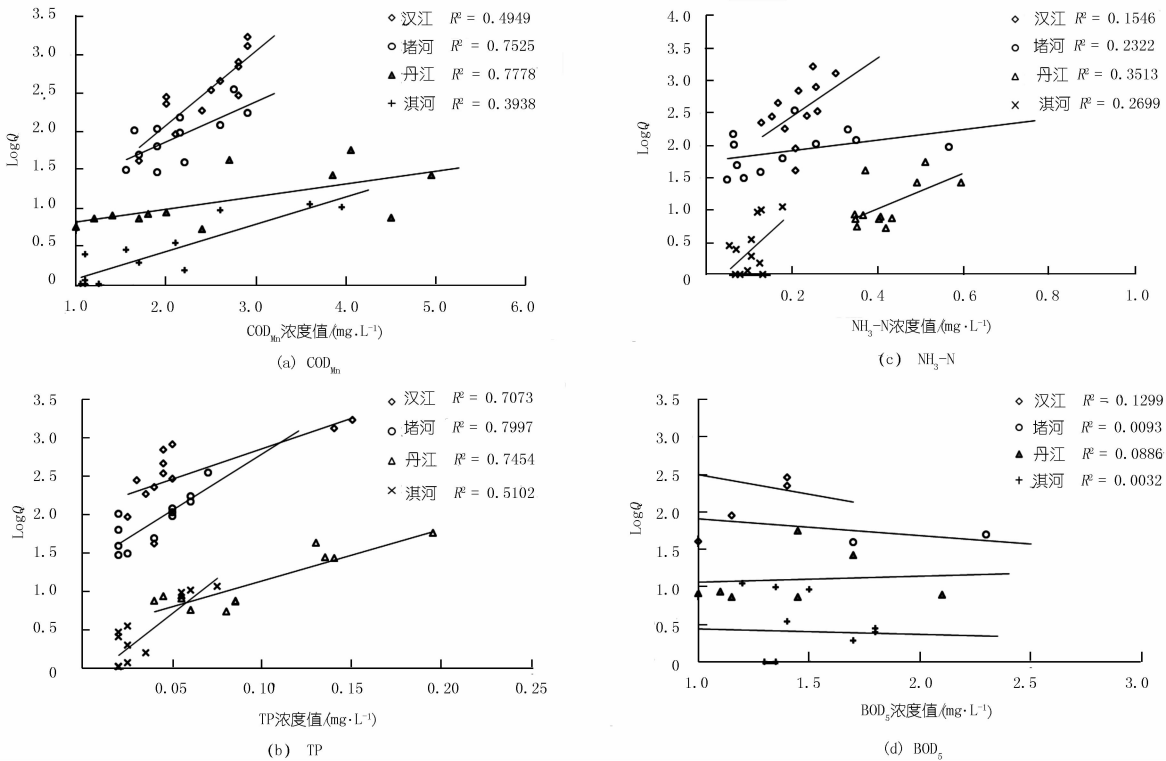 3.5
3.0
2.5
2.0
1.5
1.0
0.5
0
LogQ
汉江 R² = 0.4949
堵河 R² = 0.7525
丹江 R² = 0.7778
淇河 R² = 0.3938
1.0 2.0 3.0 4.0 5.0 6.0
COD_Mn浓度值/(mg·L⁻¹)
(a) COD_Mn
3.5
3.0
2.5
2.0
1.5
1.0
0.5
0
LogQ
汉江 R² = 0.1546
堵河 R² = 0.2322
丹江 R² = 0.3513
淇河 R² = 0.2699
0.2 0.4 0.6 0.8 1.0
NH₃-N浓度值/(mg·L⁻¹)
(c) NH₃-N
3.5
3.0
2.5
2.0
1.5
1.0
0.5
0
LogQ
汉江 R² = 0.7073
堵河 R² = 0.7997
丹江 R² = 0.7454
淇河 R² = 0.5102
0.05 0.10 0.15 0.20 0.25
TP浓度值/(mg·L⁻¹)
(b) TP
3.5
3.0
2.5
2.0
1.5
1.0
0.5
0
LogQ
汉江 R² = 0.1299
堵河 R² = 0.0093
丹江 R² = 0.0886
淇河 R² = 0.0032
1.0 1.5 2.0 2.5 3.0
BOD₅浓度值/(mg·L⁻¹)
(d) BOD₅